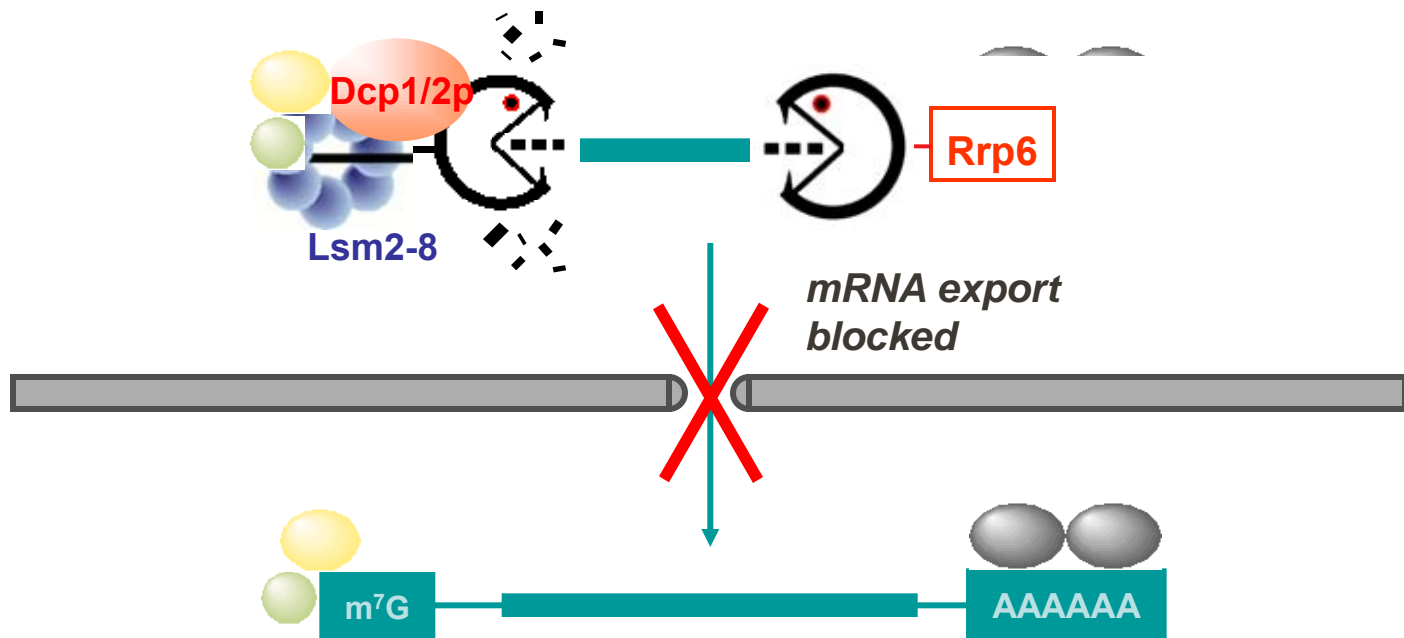 Dcp1/2p
Rrp6
Lsm2-8
mRNA export
blocked
m⁷G
AAAAAA